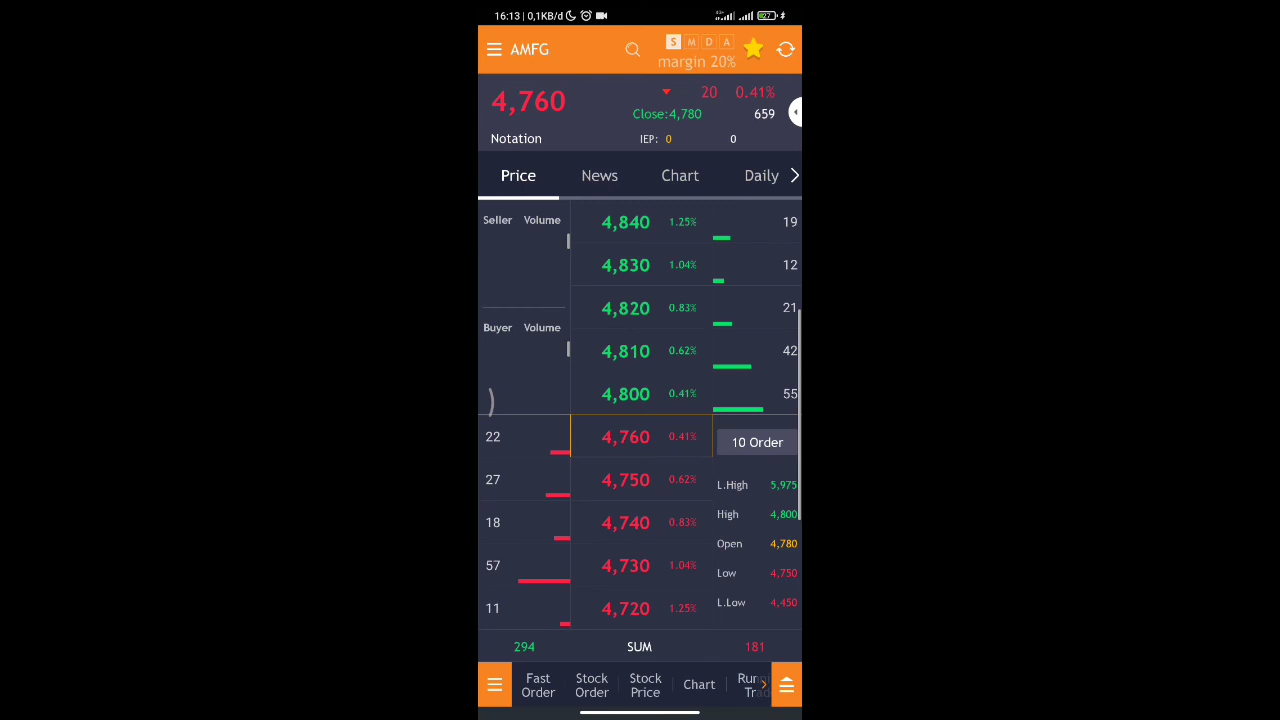 16:13 | 0,1KB/d 27
AMFG S M D A
margin 20%
4,760 20 0.41%
Close:4,780 659
Notation IEP: 0 0
Price News Chart Daily
Seller Volume 4,840 1.25% 19
4,830 1.04% 12
4,820 0.83% 21
Buyer Volume
4,810 0.62% 42
4,800 0.41% 55
22 4,760 0.41% 10 Order
27 4,750 0.62% L.High 5,975
18 4,740 0.83% High 4,800
Open 4,780
57 4,730 1.04% Low 4,750
11 4,720 1.25% L.Low 4,450
294 SUM 181
Fast Order
Stock Order
Stock Price
Chart